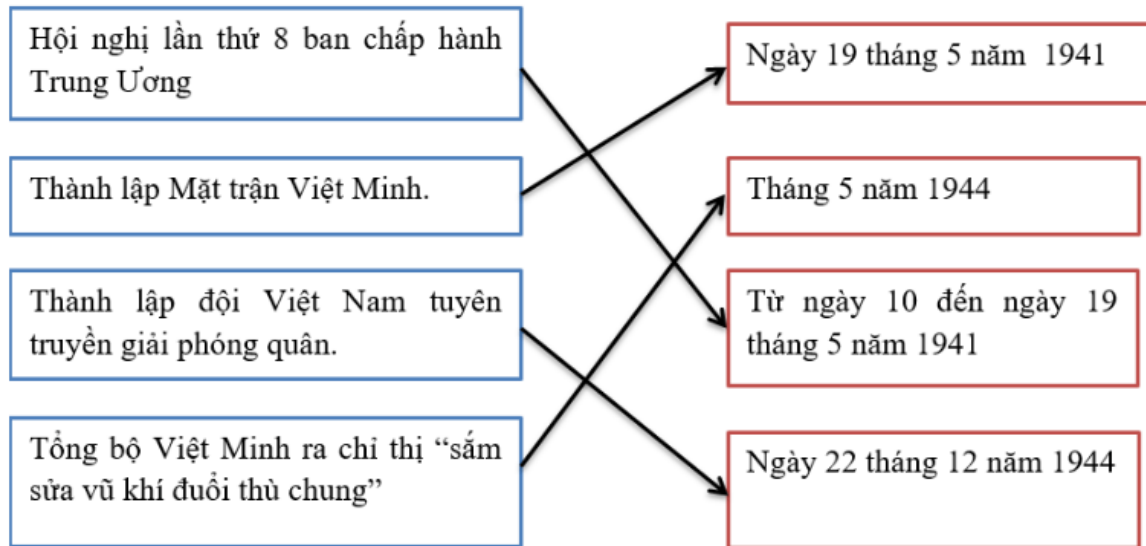 Hội nghị lần thứ 8 ban chấp hành
Trung Ương
Ngày 19 tháng 5 năm 1941
Thành lập Mặt trận Việt Minh.
Tháng 5 năm 1944
Thành lập đội Việt Nam tuyên
truyền giải phóng quân.
Từ ngày 10 đến ngày 19
tháng 5 năm 1941
Tổng bộ Việt Minh ra chỉ thị “sắm
sửa vũ khí đuổi thù chung”
Ngày 22 tháng 12 năm 1944